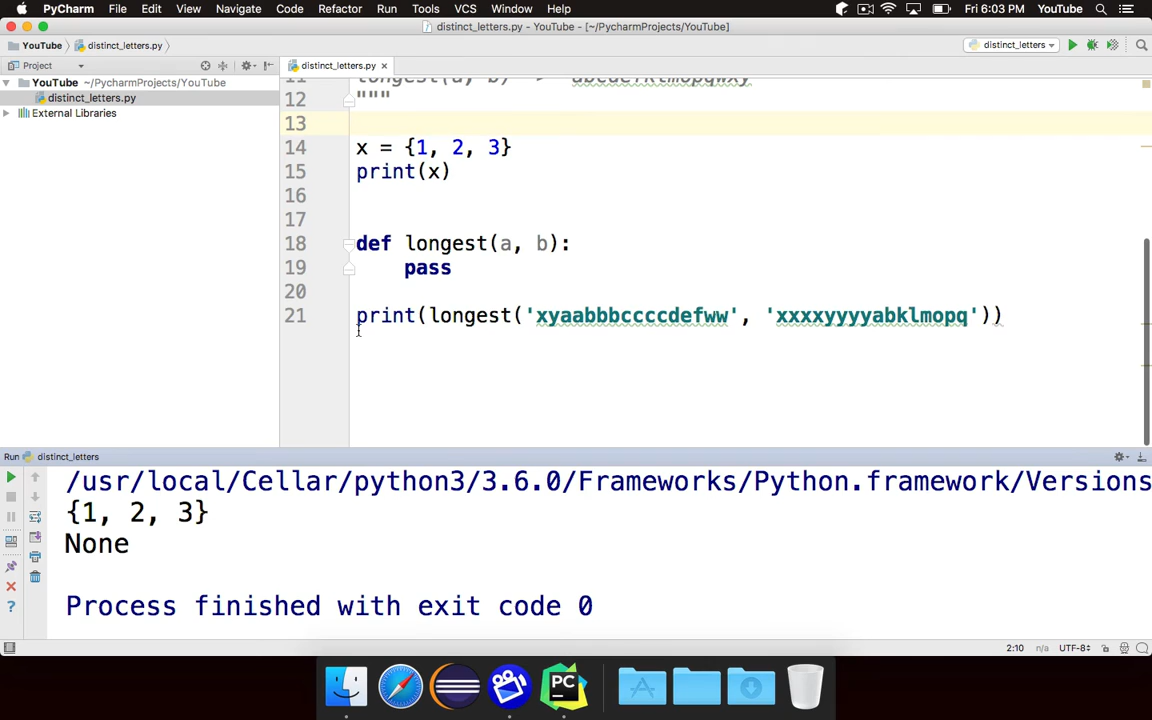 PyCharm File Edit View Navigate Code Refactor Run Tools VCS Window Help Fri 6:03 PM YouTube
distinct_letters.py - YouTube - [~/PycharmProjects/YouTube]
YouTube distinct_letters.py distinct_letters
Project distinct_letters.py
YouTube ~/PycharmProjects/YouTube
distinct_letters.py
External Libraries
11 longest(a, b)
12 """
13
14 x = {1, 2, 3}
15 print(x)
16
17
18 def longest(a, b):
19 pass
20
21 print(longest('xyaabbbccccdefww', 'xxxxyyyyabklmopq'))
Run distinct_letters
/usr/local/Cellar/python3/3.6.0/Frameworks/Python.framework/Versions
{1, 2, 3}
None
Process finished with exit code 0
2:10 n/a UTF-8
PC